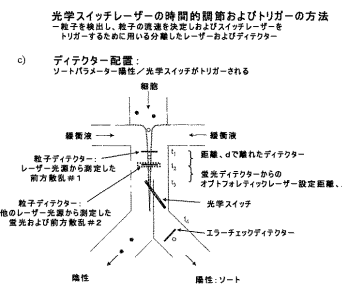 光学スイッチレーザーの時間的調節およびトリガーの方法
－粒子を検出し、粒子の流速を決定しおよびスイッチレーザーを
トリガーするために用いる分離したレーザーおよびディテクター
c) ディテクター配置：
ソートパラメーター陽性／光学スイッチがトリガーされる
細胞
緩衝液
緩衝液
粒子ディテクター：
レーザー光源から測定した
前方散乱#1
t₁
距離、dで離れたディテクター
t₂
蛍光ディテクターからの
オプトフォレティックレーザー設定距離、
t₃
粒子ディテクター：
他のレーザー光源から測定した
蛍光および前方散乱#2
光学スイッチ
t₄
エラーチェックディテクター
陰性
陽性：ソート